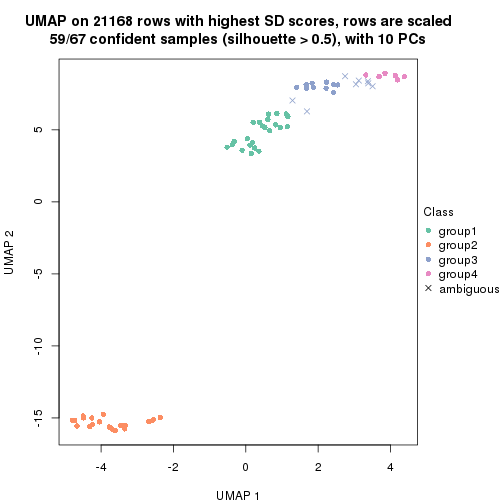 UMAP on 21168 rows with highest SD scores, rows are scaled
59/67 confident samples (silhouette > 0.5), with 10 PCs
5
0
-5
-10
-15
UMAP 2
-4
-2
0
2
4
UMAP 1
Class
group1
group2
group3
group4
ambiguous